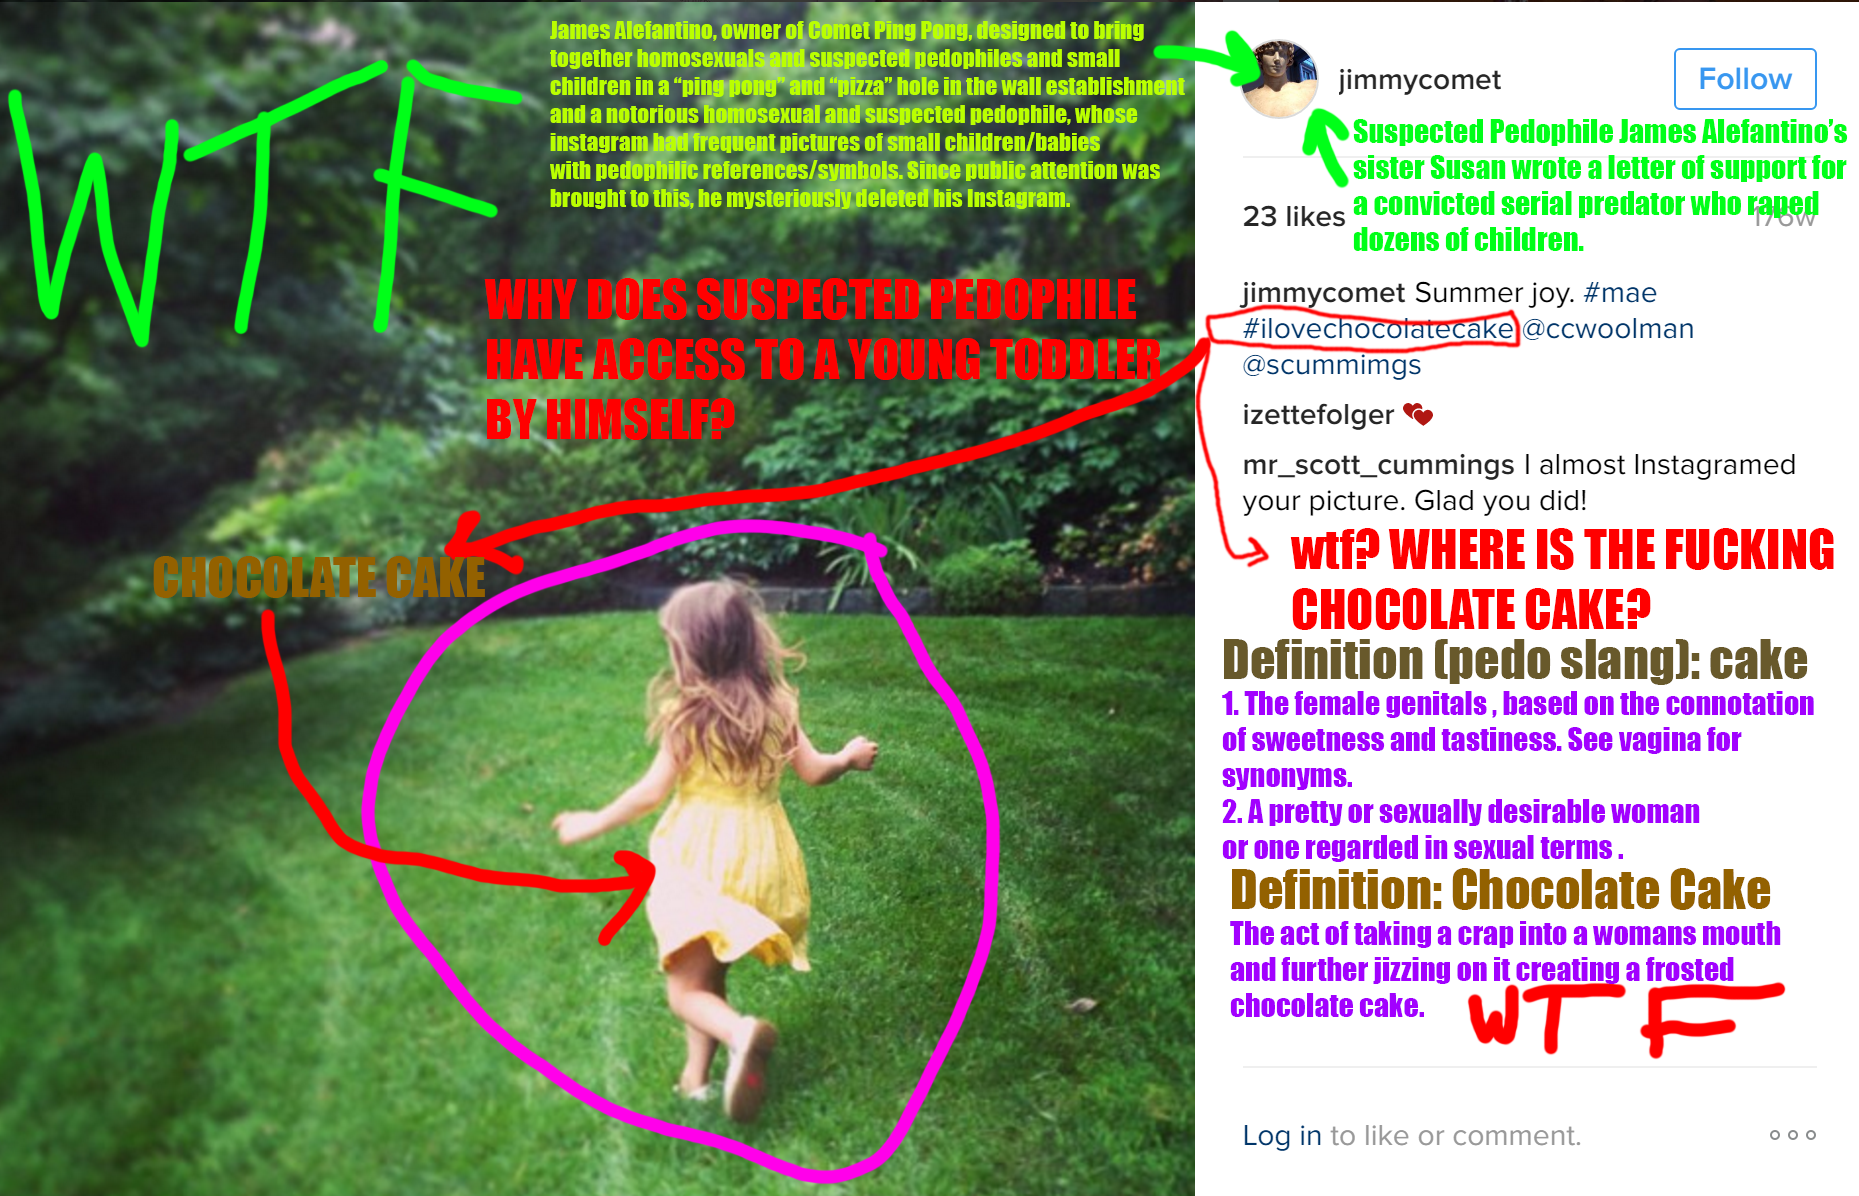 WTF
James Alefantino, owner of Comet Ping Pong, designed to bring
together homosexuals and suspected pedophiles and small
children in a “ping pong” and “pizza” hole in the wall establishment
and a notorious homosexual and suspected pedophile, whose
instagram had frequent pictures of small children/babies
with pedophilic references/symbols. Since public attention was
brought to this, he mysteriously deleted his Instagram.
WHY DOES SUSPECTED PEDOPHILE
HAVE ACCESS TO A YOUNG TODDLER
BY HIMSELF?
CHOCOLATE CAKE
jimmycomet
Follow
Suspected Pedophile James Alefantino’s
sister Susan wrote a letter of support for
a convicted serial predator who raped
dozens of children.
23 likes
176w
jimmycomet Summer joy. #mae
#ilovechocolatecake @ccwoolman
@scummimgs
izettefolger
mr_scott_cummings I almost Instagramed
your picture. Glad you did!
wtf? WHERE IS THE FUCKING
CHOCOLATE CAKE?
Definition (pedo slang): cake
1. The female genitals , based on the connotation
of sweetness and tastiness. See vagina for
synonyms.
2. A pretty or sexually desirable woman
or one regarded in sexual terms .
Definition: Chocolate Cake
The act of taking a crap into a womans mouth
and further jizzing on it creating a frosted
chocolate cake.
WTF
Log in to like or comment.